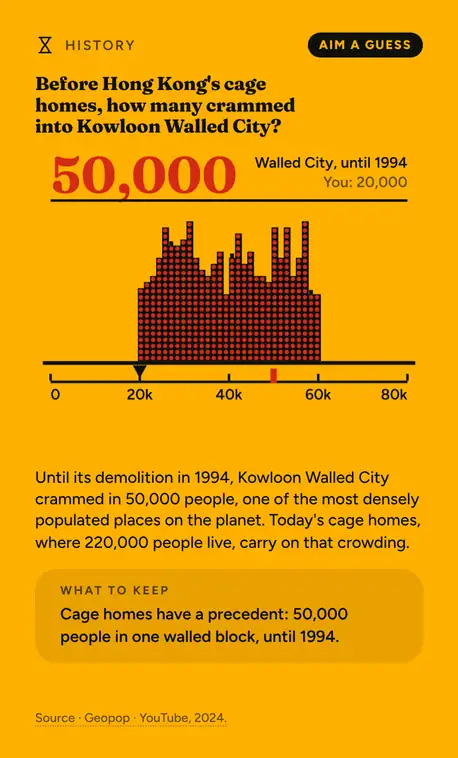 HISTORY
AIM A GUESS
Before Hong Kong's cage
homes, how many crammed
into Kowloon Walled City?
50,000
Walled City, until 1994
You: 20,000
0 20k 40k 60k 80k
Until its demolition in 1994, Kowloon Walled City
crammed in 50,000 people, one of the most densely
populated places on the planet. Today's cage homes,
where 220,000 people live, carry on that crowding.
WHAT TO KEEP
Cage homes have a precedent: 50,000
people in one walled block, until 1994.
Source · Geopop · YouTube, 2024.